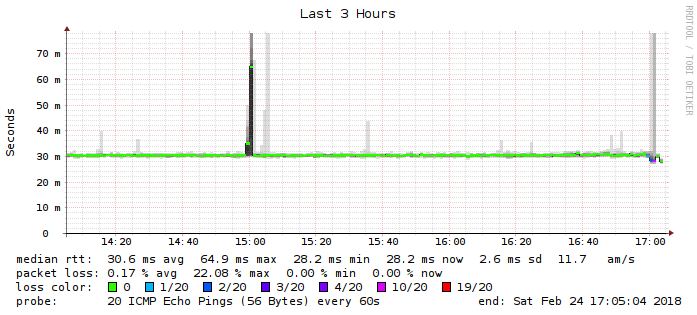 Last 3 Hours
RRDTOOL / TOBI OETIKER
Seconds
70 m
60 m
50 m
40 m
30 m
20 m
10 m
0
14:20 14:40 15:00 15:20 15:40 16:00 16:20 16:40 17:00
median rtt: 30.6 ms avg 64.9 ms max 28.2 ms min 28.2 ms now 2.6 ms sd 11.7 am/s
packet loss: 0.17 % avg 22.08 % max 0.00 % min 0.00 % now
loss color: 0 1/20 2/20 3/20 4/20 10/20 19/20
probe: 20 ICMP Echo Pings (56 Bytes) every 60s end: Sat Feb 24 17:05:04 2018